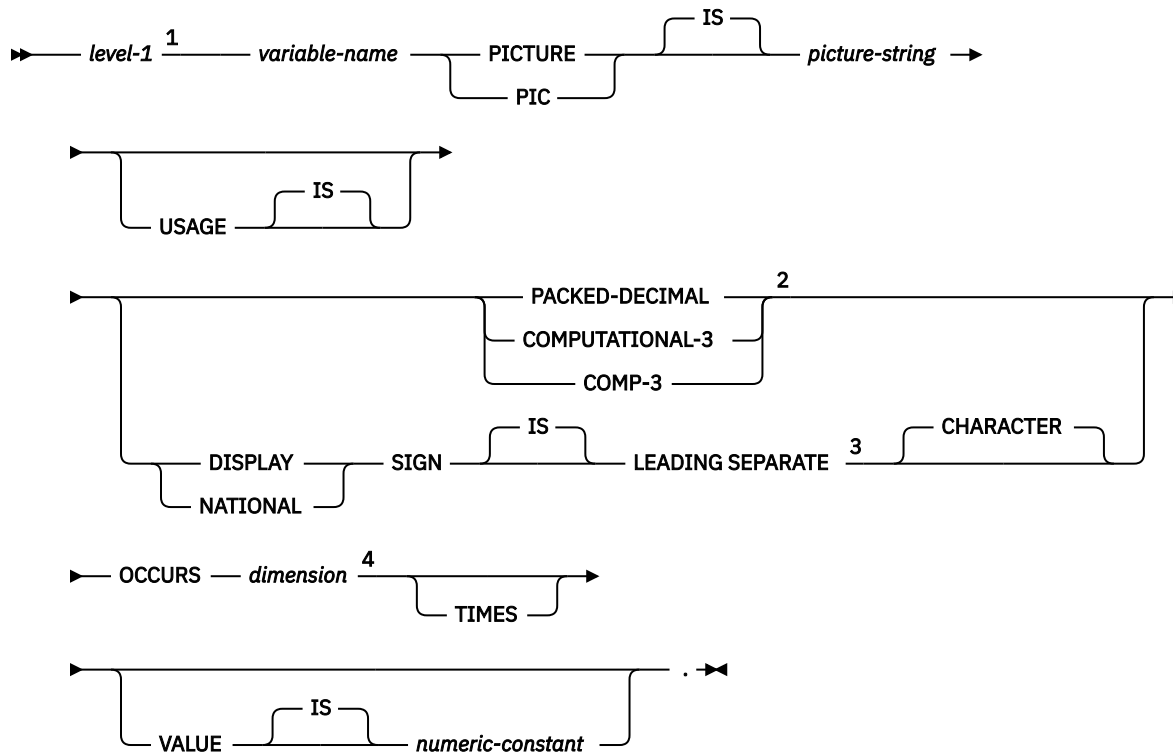 IS
level-1 1 variable-name PICTURE picture-string
PIC
IS
USAGE
PACKED-DECIMAL 2
COMPUTATIONAL-3
COMP-3
IS CHARACTER
DISPLAY SIGN LEADING SEPARATE 3
NATIONAL
OCCURS dimension 4
TIMES
.
IS
VALUE numeric-constant